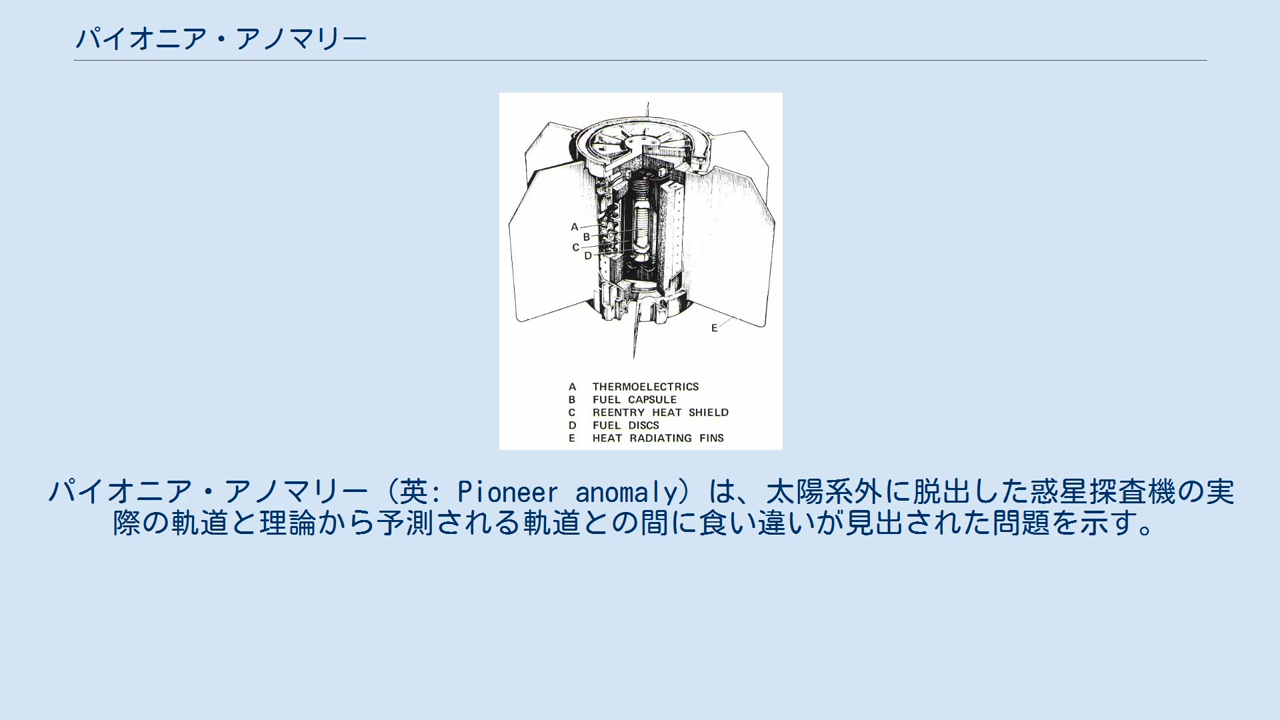 パイオニア・アノマリー
A
B
C
D
E
A THERMOELECTRICS
B FUEL CAPSULE
C REENTRY HEAT SHIELD
D FUEL DISCS
E HEAT RADIATING FINS
パイオニア・アノマリー（英: Pioneer anomaly）は、太陽系外に脱出した惑星探査機の実
際の軌道と理論から予測される軌道との間に食い違いが見出された問題を示す。